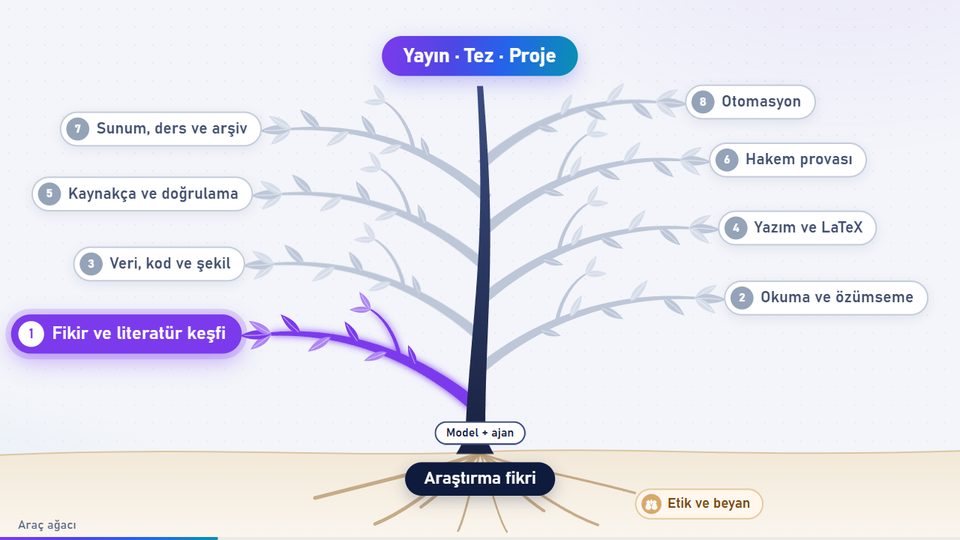 Yayın · Tez · Proje
8 Otomasyon
7 Sunum, ders ve arşiv
6 Hakem provası
5 Kaynakça ve doğrulama
4 Yazım ve LaTeX
3 Veri, kod ve şekil
2 Okuma ve özümseme
1 Fikir ve literatür keşfi
Model + ajan
Araştırma fikri
Etik ve beyan
Araç ağacı